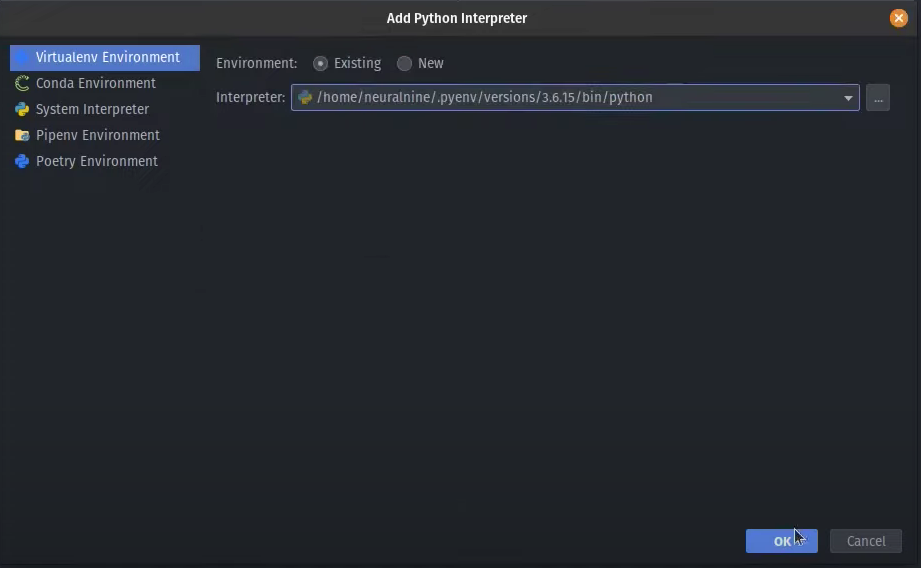 Add Python Interpreter
Virtualenv Environment
Conda Environment
System Interpreter
Pipenv Environment
Poetry Environment
Environment: Existing New
Interpreter: /home/neuralnine/.pyenv/versions/3.6.15/bin/python ...
OK Cancel